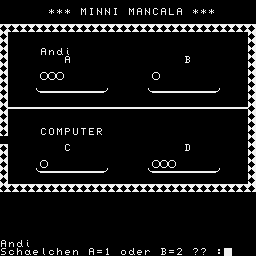 *** MINNI MANCALA ***
Andi
A B
COMPUTER
C D
Andi
Schaelchen A=1 oder B=2 ?? :